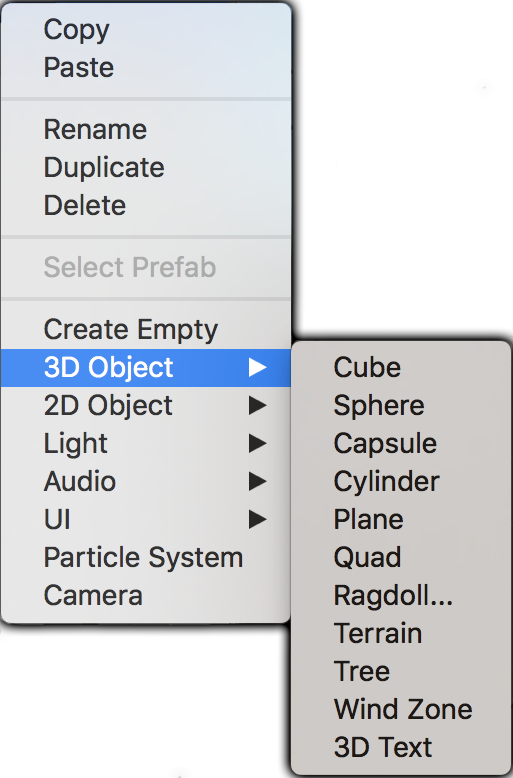 Copy
Paste
Rename
Duplicate
Delete
Select Prefab
Create Empty
3D Object
2D Object
Light
Audio
UI
Particle System
Camera
Cube
Sphere
Capsule
Cylinder
Plane
Quad
Ragdoll...
Terrain
Tree
Wind Zone
3D Text